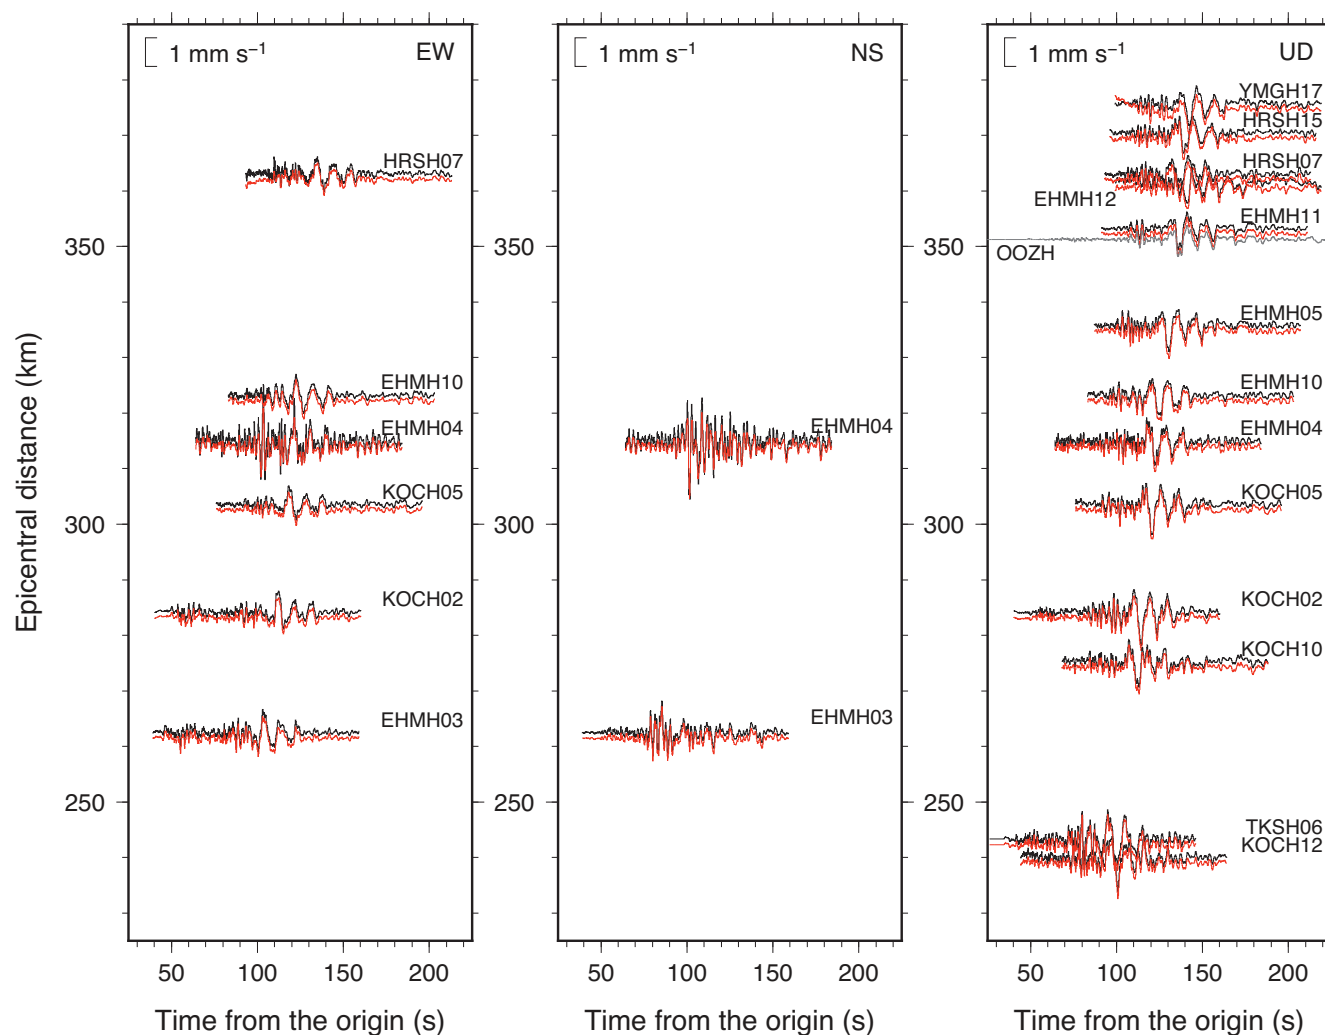 1 mm s⁻¹ EW
HRSH07
350
EHMH10
EHMH04
KOCH05
300
KOCH02
EHMH03
250
50 100 150 200
Time from the origin (s)
Epicentral distance (km)
1 mm s⁻¹ NS
350
EHMH04
300
EHMH03
250
50 100 150 200
Time from the origin (s)
1 mm s⁻¹ UD
YMGH17
HRSH15
HRSH07
EHMH12
EHMH11
350
OOZH
EHMH05
EHMH10
EHMH04
KOCH05
300
KOCH02
KOCH10
250
TKSH06
KOCH12
50 100 150 200
Time from the origin (s)